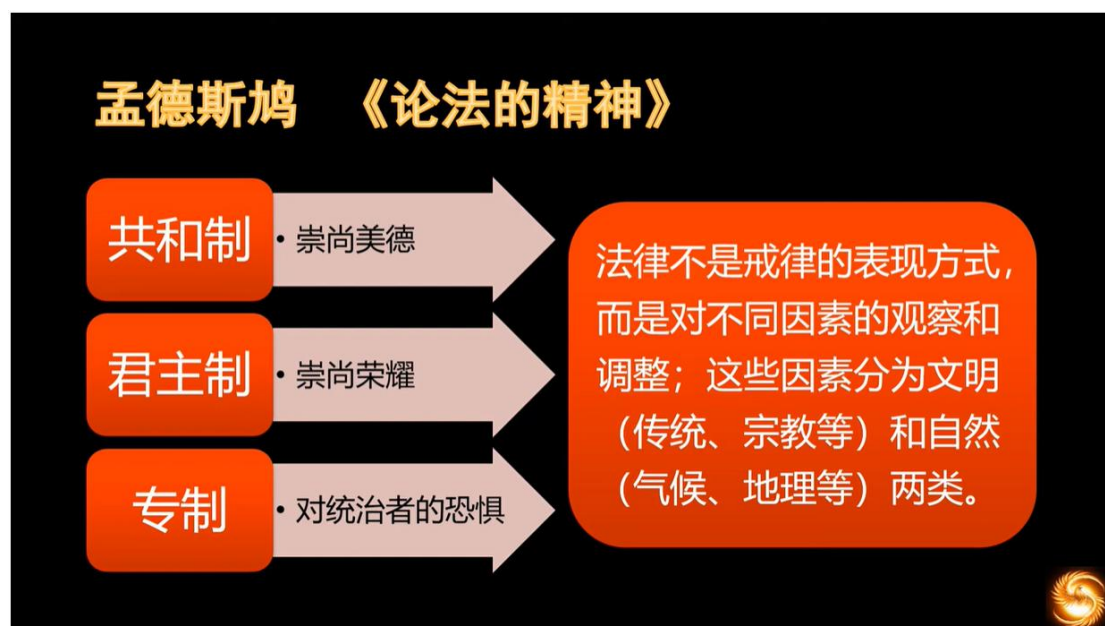 孟德斯鸠 《论法的精神》
共和制
• 崇尚美德
君主制
• 崇尚荣耀
专制
• 对统治者的恐惧
法律不是戒律的表现方式，
而是对不同因素的观察和
调整；这些因素分为文明
（传统、宗教等）和自然
（气候、地理等）两类。